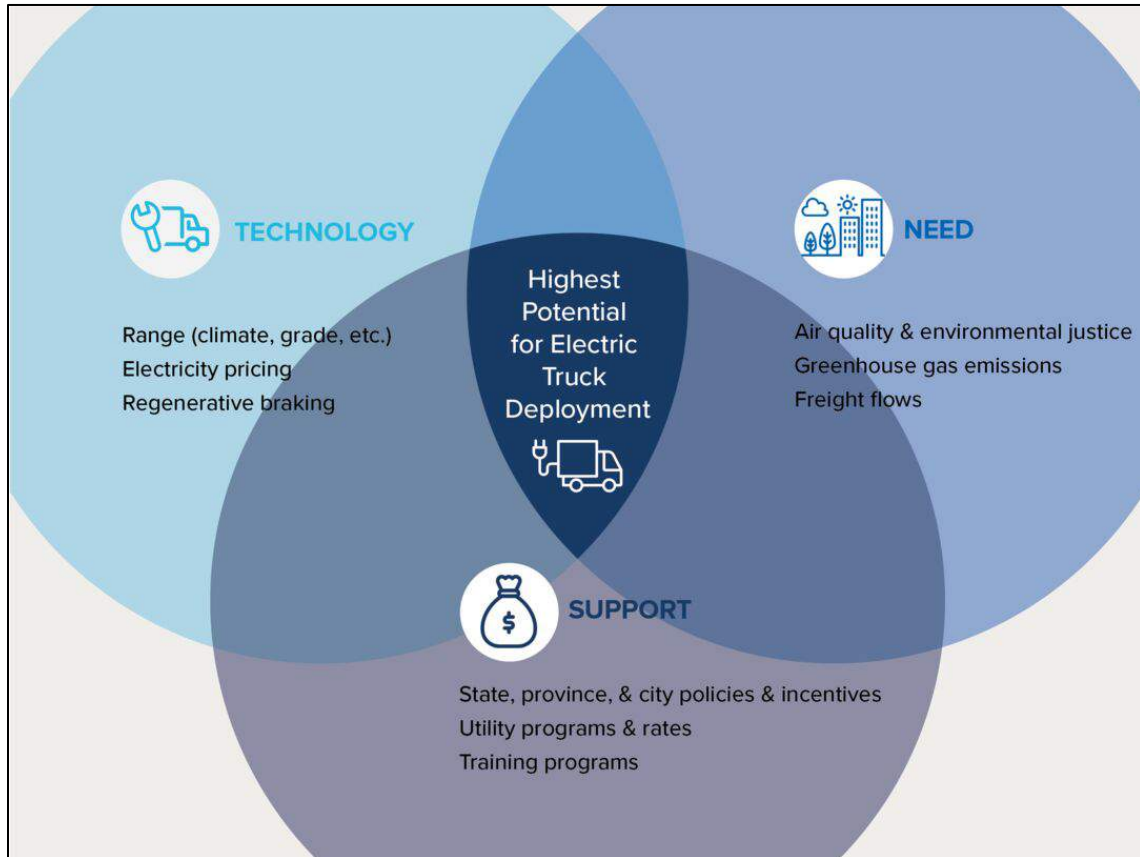 TECHNOLOGY
Range (climate, grade, etc.)
Electricity pricing
Regenerative braking
NEED
Air quality & environmental justice
Greenhouse gas emissions
Freight flows
Highest
Potential
for Electric
Truck
Deployment
$
SUPPORT
State, province, & city policies & incentives
Utility programs & rates
Training programs